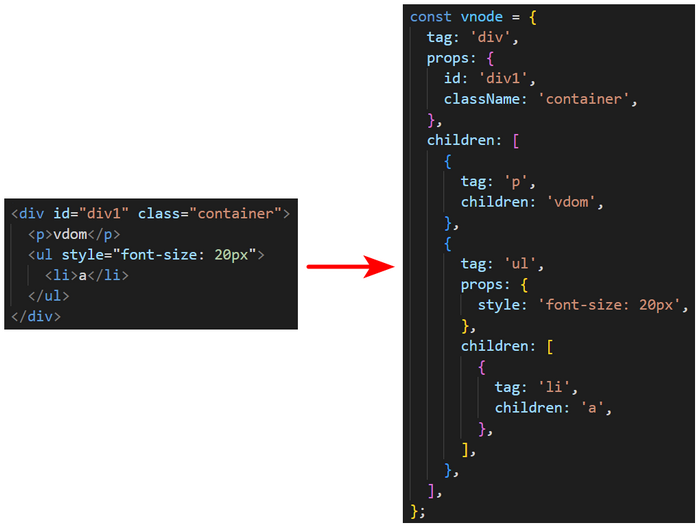 <div id="div1" class="container">
  <p>vdom</p>
  <ul style="font-size: 20px">
    <li>a</li>
  </ul>
</div>
const vnode = {
  tag: 'div',
  props: {
    id: 'div1',
    className: 'container',
  },
  children: [
    {
      tag: 'p',
      children: 'vdom',
    },
    {
      tag: 'ul',
      props: {
        style: 'font-size: 20px',
      },
      children: [
        {
          tag: 'li',
          children: 'a',
        },
      ],
    },
  ],
};